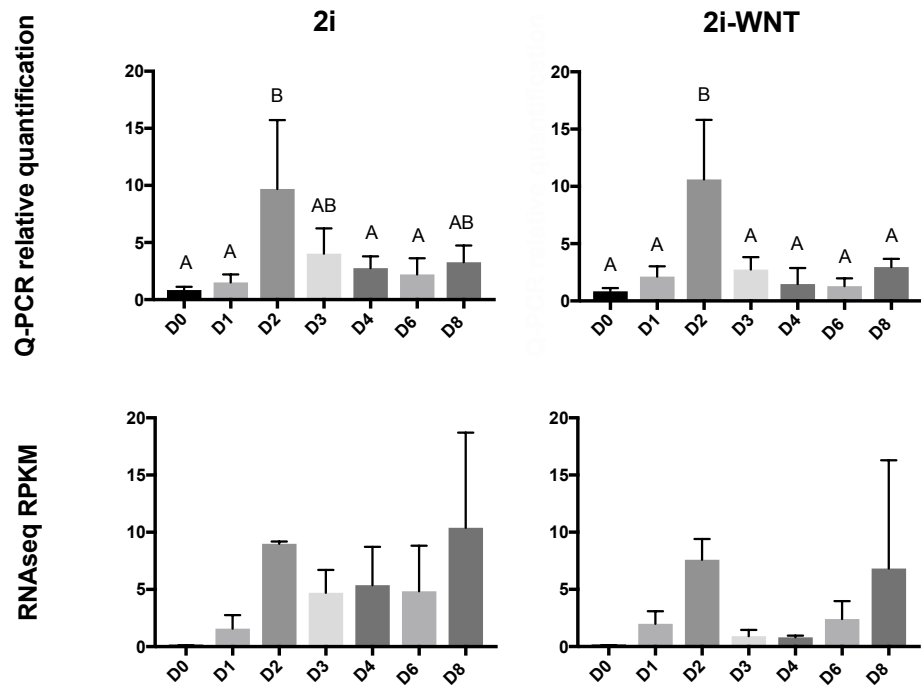 2i
2i-WNT
Q-PCR relative quantification
20
15
10
5
0
A
A
B
AB
A
A
AB
D0
D1
D2
D3
D4
D6
D8
Q-PCR relative quantification
20
15
10
5
0
A
A
B
A
A
A
A
D0
D1
D2
D3
D4
D6
D8
RNAseq RPKM
20
15
10
5
0
D0
D1
D2
D3
D4
D6
D8
20
15
10
5
0
D0
D1
D2
D3
D4
D6
D8